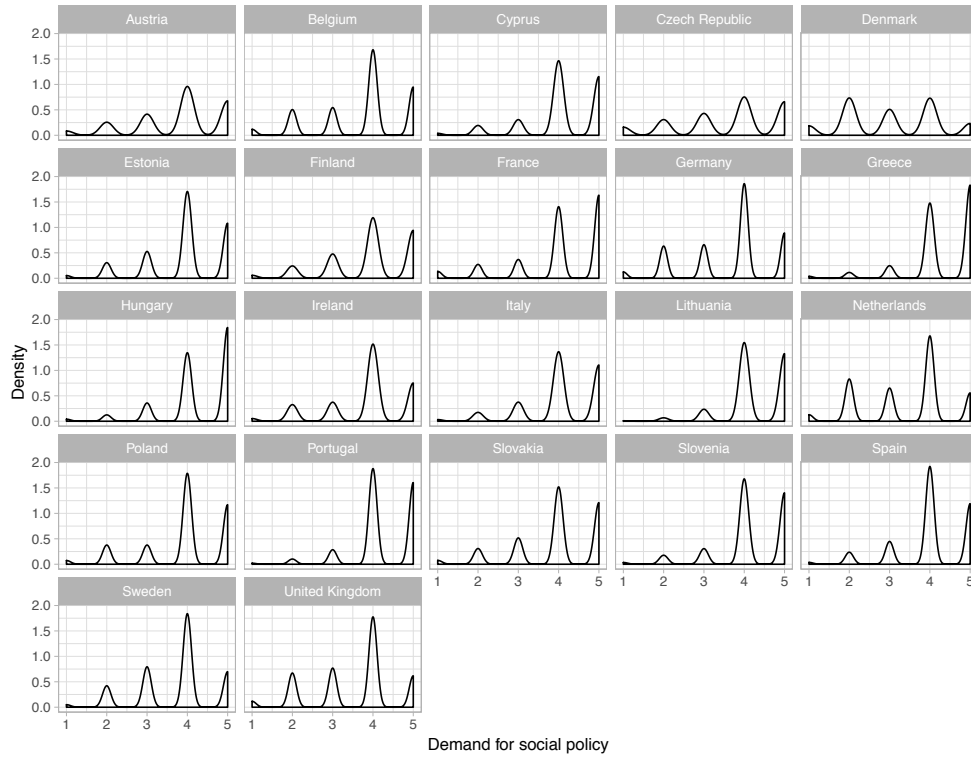 Austria Belgium Cyprus Czech Republic Denmark
2.0
1.5
1.0
0.5
0.0
Estonia Finland France Germany Greece
2.0
1.5
1.0
0.5
0.0
Hungary Ireland Italy Lithuania Netherlands
2.0
1.5
1.0
0.5
0.0
Density
Poland Portugal Slovakia Slovenia Spain
2.0
1.5
1.0
0.5
0.0
1 2 3 4 5 1 2 3 4 5 1 2 3 4 5
Sweden United Kingdom
2.0
1.5
1.0
0.5
0.0
1 2 3 4 5 1 2 3 4 5
Demand for social policy